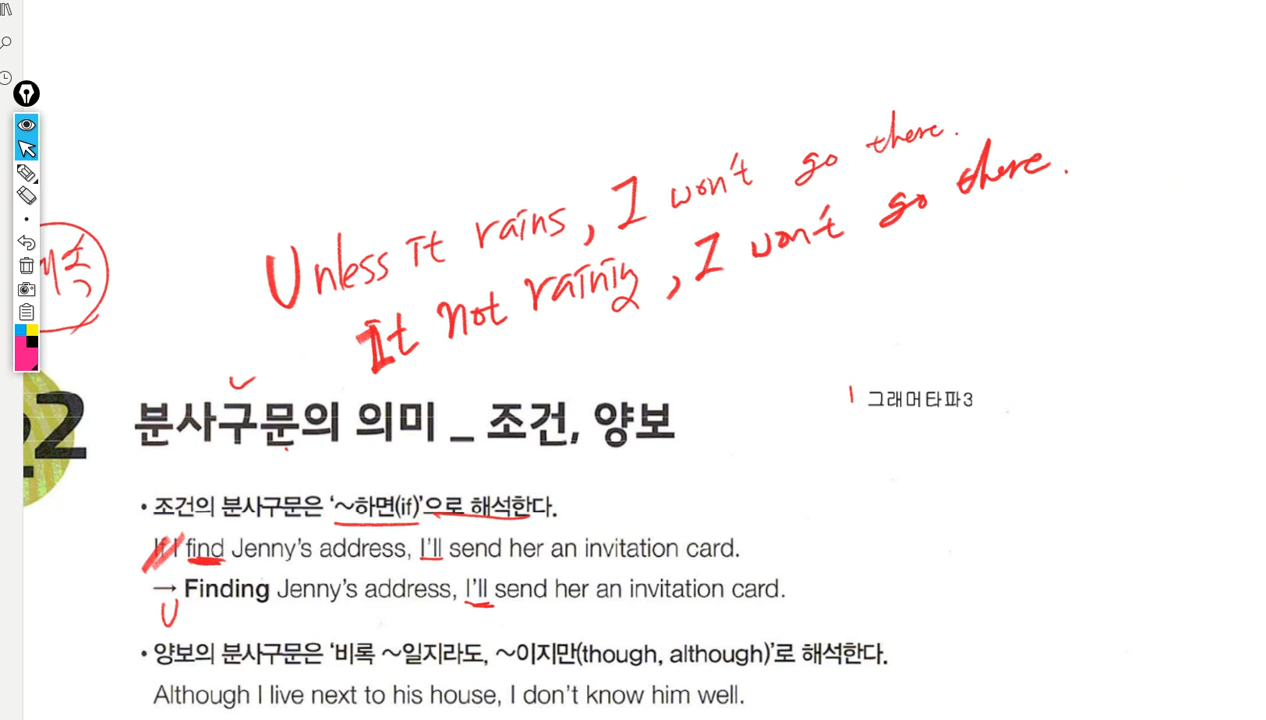 Unless it rains, I won't go there.
It not rainig, I won't go there.
22
분사구문의 의미 _ 조건, 양보
1 그래머타파3
• 조건의 분사구문은 '~하면(if)'으로 해석한다.
If I find Jenny's address, I'll send her an invitation card.
→ Finding Jenny's address, I'll send her an invitation card.
• 양보의 분사구문은 '비록 ~일지라도, ~이지만(though, although)'로 해석한다.
Although I live next to his house, I don't know him well.